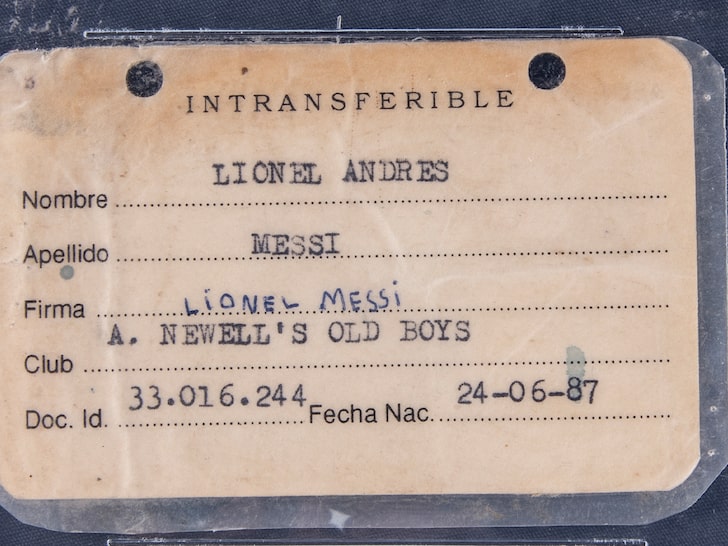 INTRANSFERIBLE
Nombre LIONEL ANDRES
Apellido MESSI
Firma LIONEL MESSI
Club A. NEWELL'S OLD BOYS
Doc. Id. 33.016.244 Fecha Nac. 24-06-87